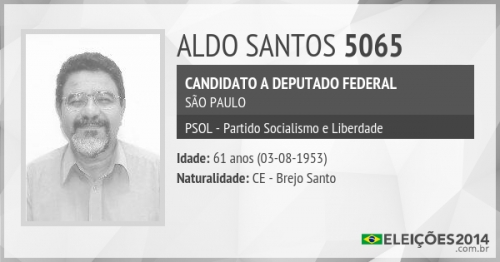 ALDO SANTOS 5065
CANDIDATO A DEPUTADO FEDERAL
SÃO PAULO
PSOL - Partido Socialismo e Liberdade
Idade: 61 anos (03-08-1953)
Naturalidade: CE - Brejo Santo
ELEIÇÕES2014
.com.br